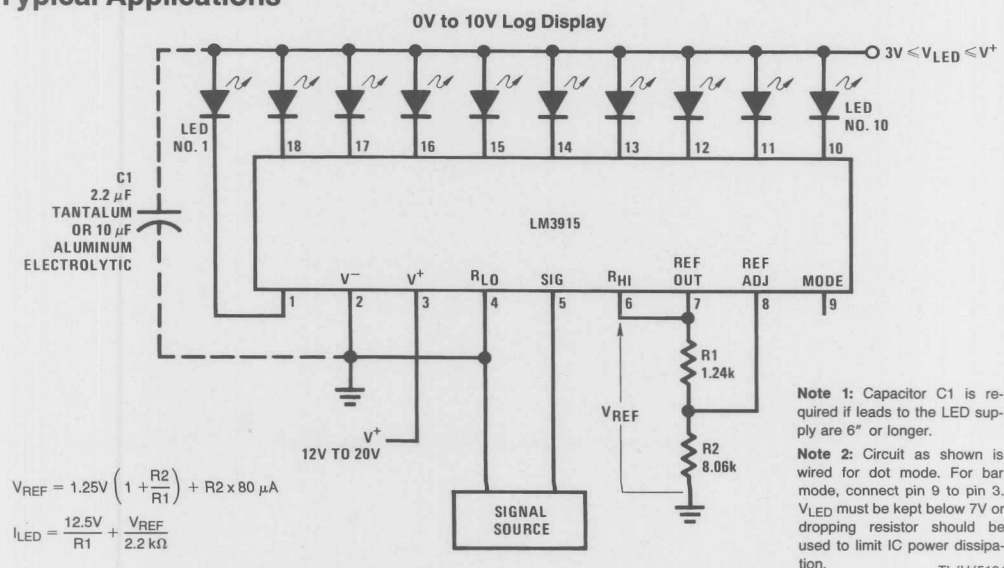 Typical Applications
0V to 10V Log Display
3V ≤ VLED ≤ V+
LED
NO. 1
LED
NO. 10
18
17
16
15
14
13
12
11
10
C1
2.2 μF
TANTALUM
OR 10 μF
ALUMINUM
ELECTROLYTIC
LM3915
V−
V+
RLO
SIG
RHI
REF
OUT
REF
ADJ
MODE
1
2
3
4
5
6
7
8
9
R1
1.24k
VREF
R2
8.06k
V+
12V TO 20V
SIGNAL
SOURCE
VREF = 1.25V (1 + R2/R1) + R2 x 80 μA
ILED = 12.5V/R1 + VREF/2.2 kΩ
Note 1: Capacitor C1 is re-
quired if leads to the LED sup-
ply are 6" or longer.
Note 2: Circuit as shown is
wired for dot mode. For bar
mode, connect pin 9 to pin 3.
VLED must be kept below 7V or
dropping resistor should be
used to limit IC power dissipa-
tion.